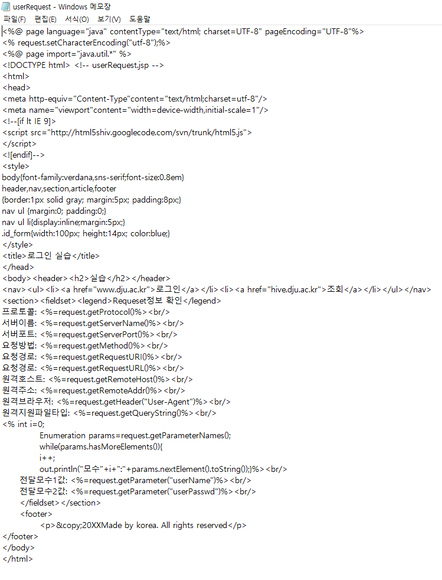 userRequest - Windows 메모장
파일(F) 편집(E) 서식(O) 보기(V) 도움말
<%@ page language="java" contentType="text/html; charset=UTF-8" pageEncoding="UTF-8"%>
<% request.setCharacterEncoding("utf-8");%>
<%@ page import="java.util.*" %>
<!DOCTYPE html> <!-- userRequest.jsp -->
<html>
<head>
<meta http-equiv="Content-Type"content="text/html;charset=utf-8"/>
<meta name="viewport"content="width=device-width,initial-scale=1"/>
<!--[if lt IE 9]>
<script src="http://html5shiv.googlecode.com/svn/trunk/html5.js">
</script>
<![endif]-->
<style>
body{font-family:verdana,sns-serif;font-size:0.8em}
header,nav,section,article,footer
{border:1px solid gray; margin:5px; padding:8px;}
nav ul {margin:0; padding:0;}
nav ul li{display:inline;margin:5px;}
.id_form{width:100px; height:14px; color:blue;}
</style>
<title>로그인 실습</title>
</head>
<body><header><h2>실습</h2></header>
<nav><ul><li><a href="www.dju.ac.kr">로그인</a></li><li><a href="hive.dju.ac.kr">조회</a></li></ul></nav>
<section><fieldset><legend>Requeset정보 확인</legend>
프로토콜: <%=request.getProtocol()%><br/>
서버이름: <%=request.getServerName()%><br/>
서버포트: <%=request.getServerPort()%><br/>
요청방법: <%=request.getMethod()%><br/>
요청경로: <%=request.getRequestURI()%><br/>
요청경로: <%=request.getRequestURL()%><br/>
원격호스트: <%=request.getRemoteHost()%><br/>
원격주소: <%=request.getRemoteAddr()%><br/>
원격브라우저: <%=request.getHeader("User-Agent")%><br/>
원격지원파일타입: <%=request.getQueryString()%><br/>
<% int i=0;
Enumeration params=request.getParameterNames();
while(params.hasMoreElements()){
i++;
out.println("모수"+i+":"+params.nextElement().toString();}%><br/>
전달모수1값: <%=request.getParameter("userName")%><br/>
전달모수2값: <%=request.getParameter("userPasswd")%><br/>
</fieldset></section>
<footer>
<p>&copy;20XXMade by korea. All rights reserved</p>
</footer>
</body>
</html>